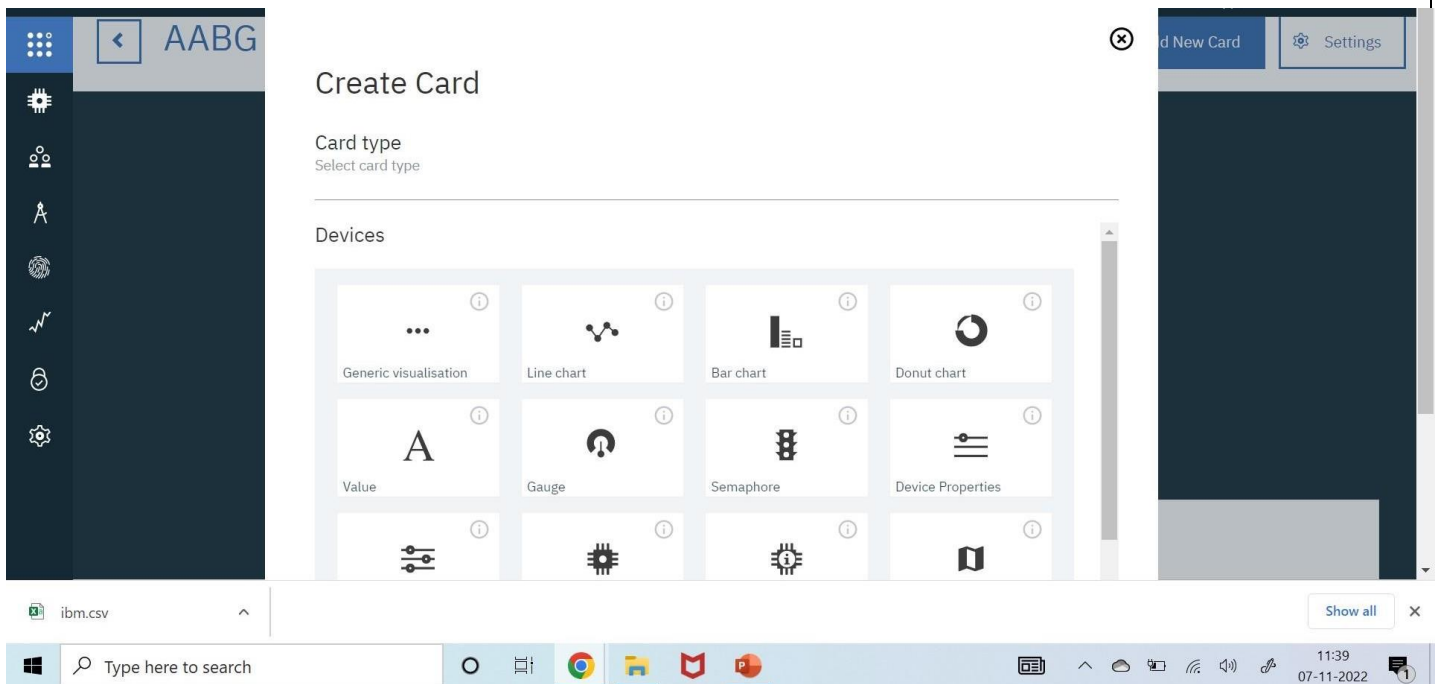 AABG
d New Card
Settings
Create Card
Card type
Select card type
Devices
Generic visualisation
Line chart
Bar chart
Donut chart
A
Value
Gauge
Semaphore
Device Properties
ibm.csv
Show all
Type here to search
11:39
07-11-2022
1